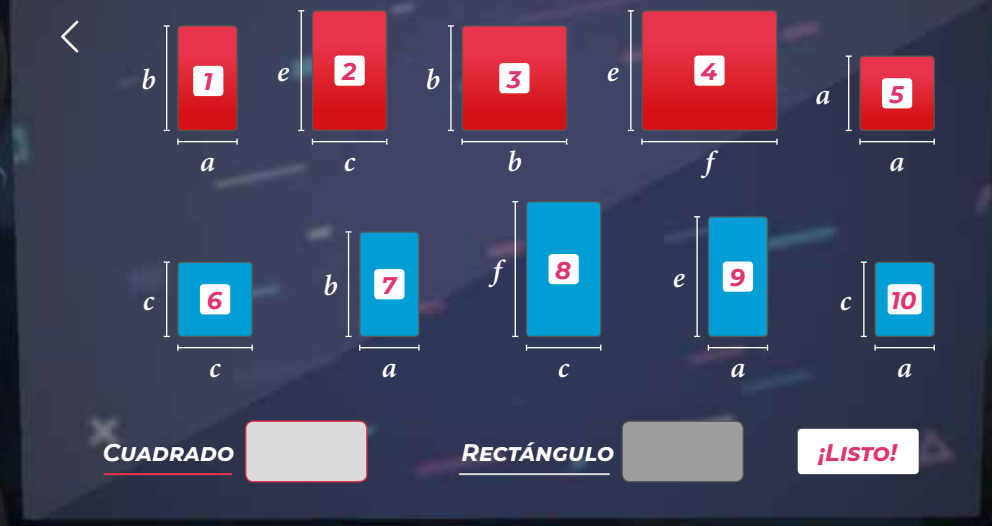 b 1 e 2 b 3 e 4 a 5
a c b f a
c 6 b 7 f 8 e 9 c 10
c a c a a
CUADRADO RECTÁNGULO ¡LISTO!